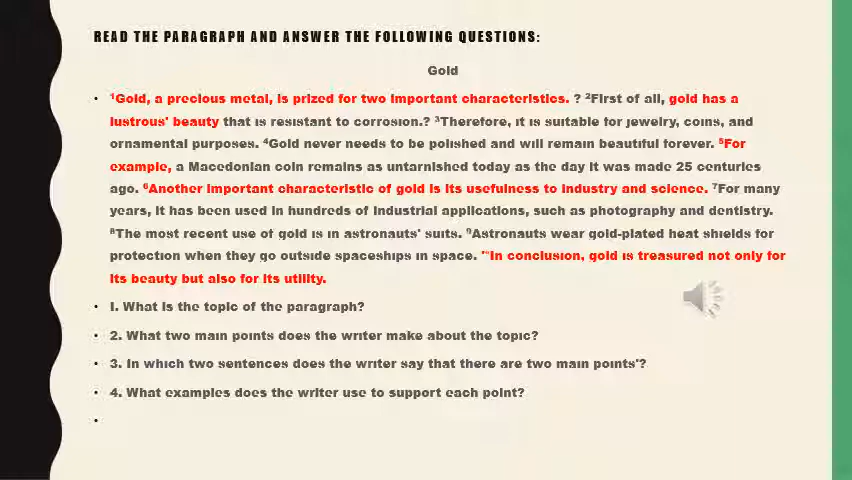 READ THE PARAGRAPH AND ANSWER THE FOLLOWING QUESTIONS:
Gold
• ¹Gold, a precious metal, is prized for two important characteristics. ? ²First of all, gold has a
lustrous' beauty that is resistant to corrosion.? ³Therefore, it is suitable for jewelry, coins, and
ornamental purposes. ⁴Gold never needs to be polished and will remain beautiful forever. ⁵For
example, a Macedonian coin remains as untarnished today as the day it was made 25 centuries
ago. ⁶Another important characteristic of gold is its usefulness to industry and science. ⁷For many
years, it has been used in hundreds of industrial applications, such as photography and dentistry.
⁸The most recent use of gold is in astronauts' suits. ⁹Astronauts wear gold-plated heat shields for
protection when they go outside spaceships in space. '°In conclusion, gold is treasured not only for
its beauty but also for its utility.
• I. What is the topic of the paragraph?
• 2. What two main points does the writer make about the topic?
• 3. In which two sentences does the writer say that there are two main points'?
• 4. What examples does the writer use to support each point?
•